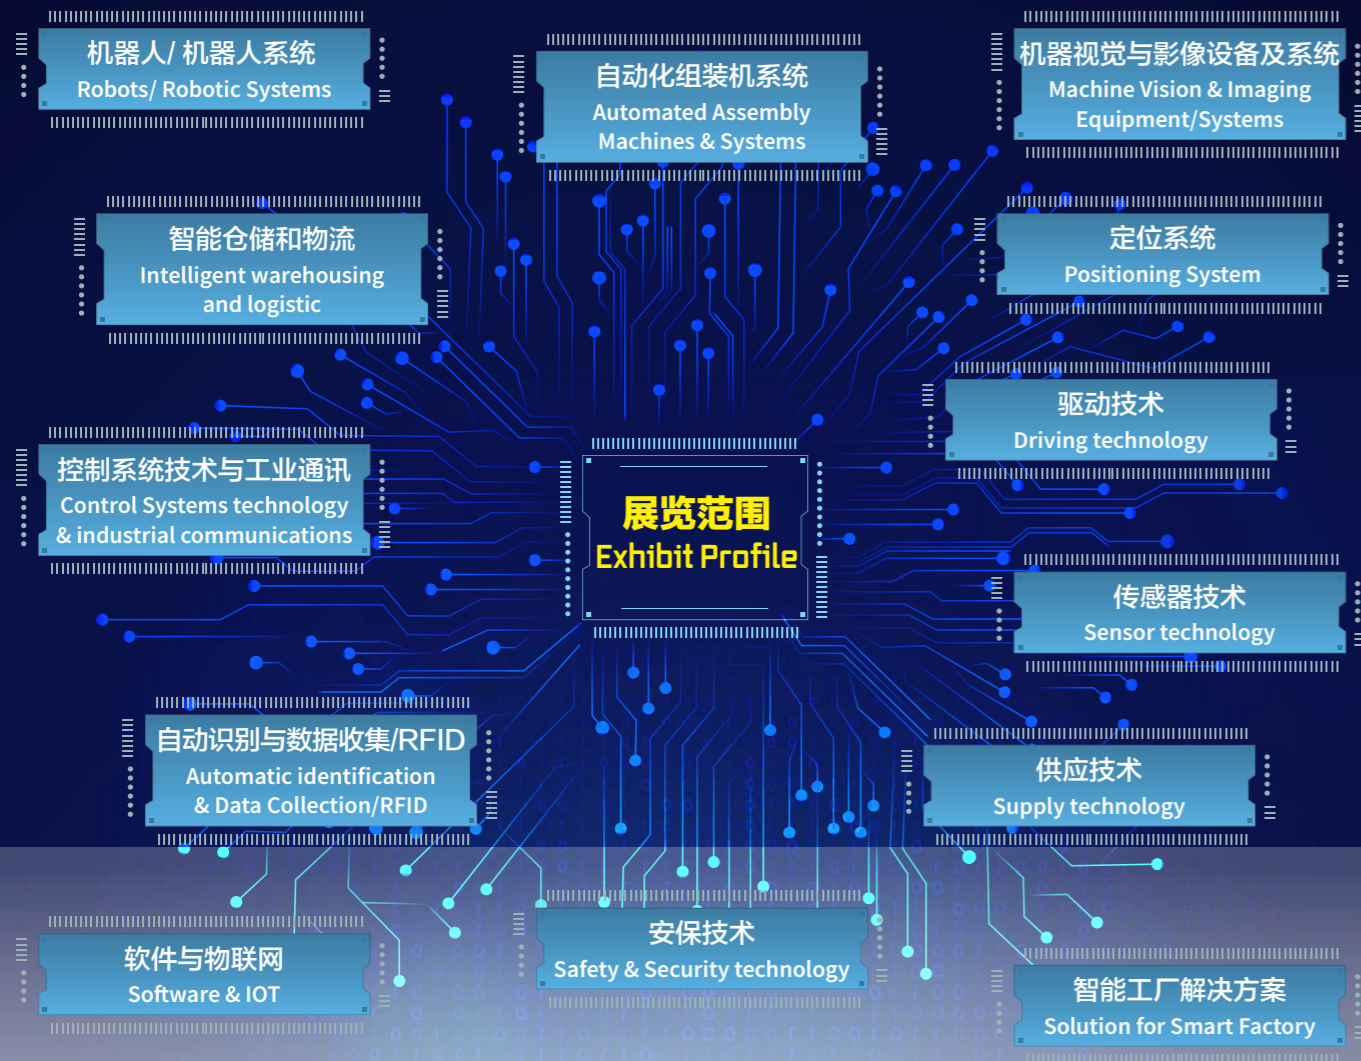 机器人/ 机器人系统
Robots/ Robotic Systems
自动化组装机系统
Automated Assembly
Machines & Systems
机器视觉与影像设备及系统
Machine Vision & Imaging
Equipment/Systems
智能仓储和物流
Intelligent warehousing
and logistic
定位系统
Positioning System
驱动技术
Driving technology
控制系统技术与工业通讯
Control Systems technology
& industrial communications
展览范围
Exhibit Profile
传感器技术
Sensor technology
自动识别与数据收集/RFID
Automatic identification
& Data Collection/RFID
供应技术
Supply technology
软件与物联网
Software & IOT
安保技术
Safety & Security technology
智能工厂解决方案
Solution for Smart Factory